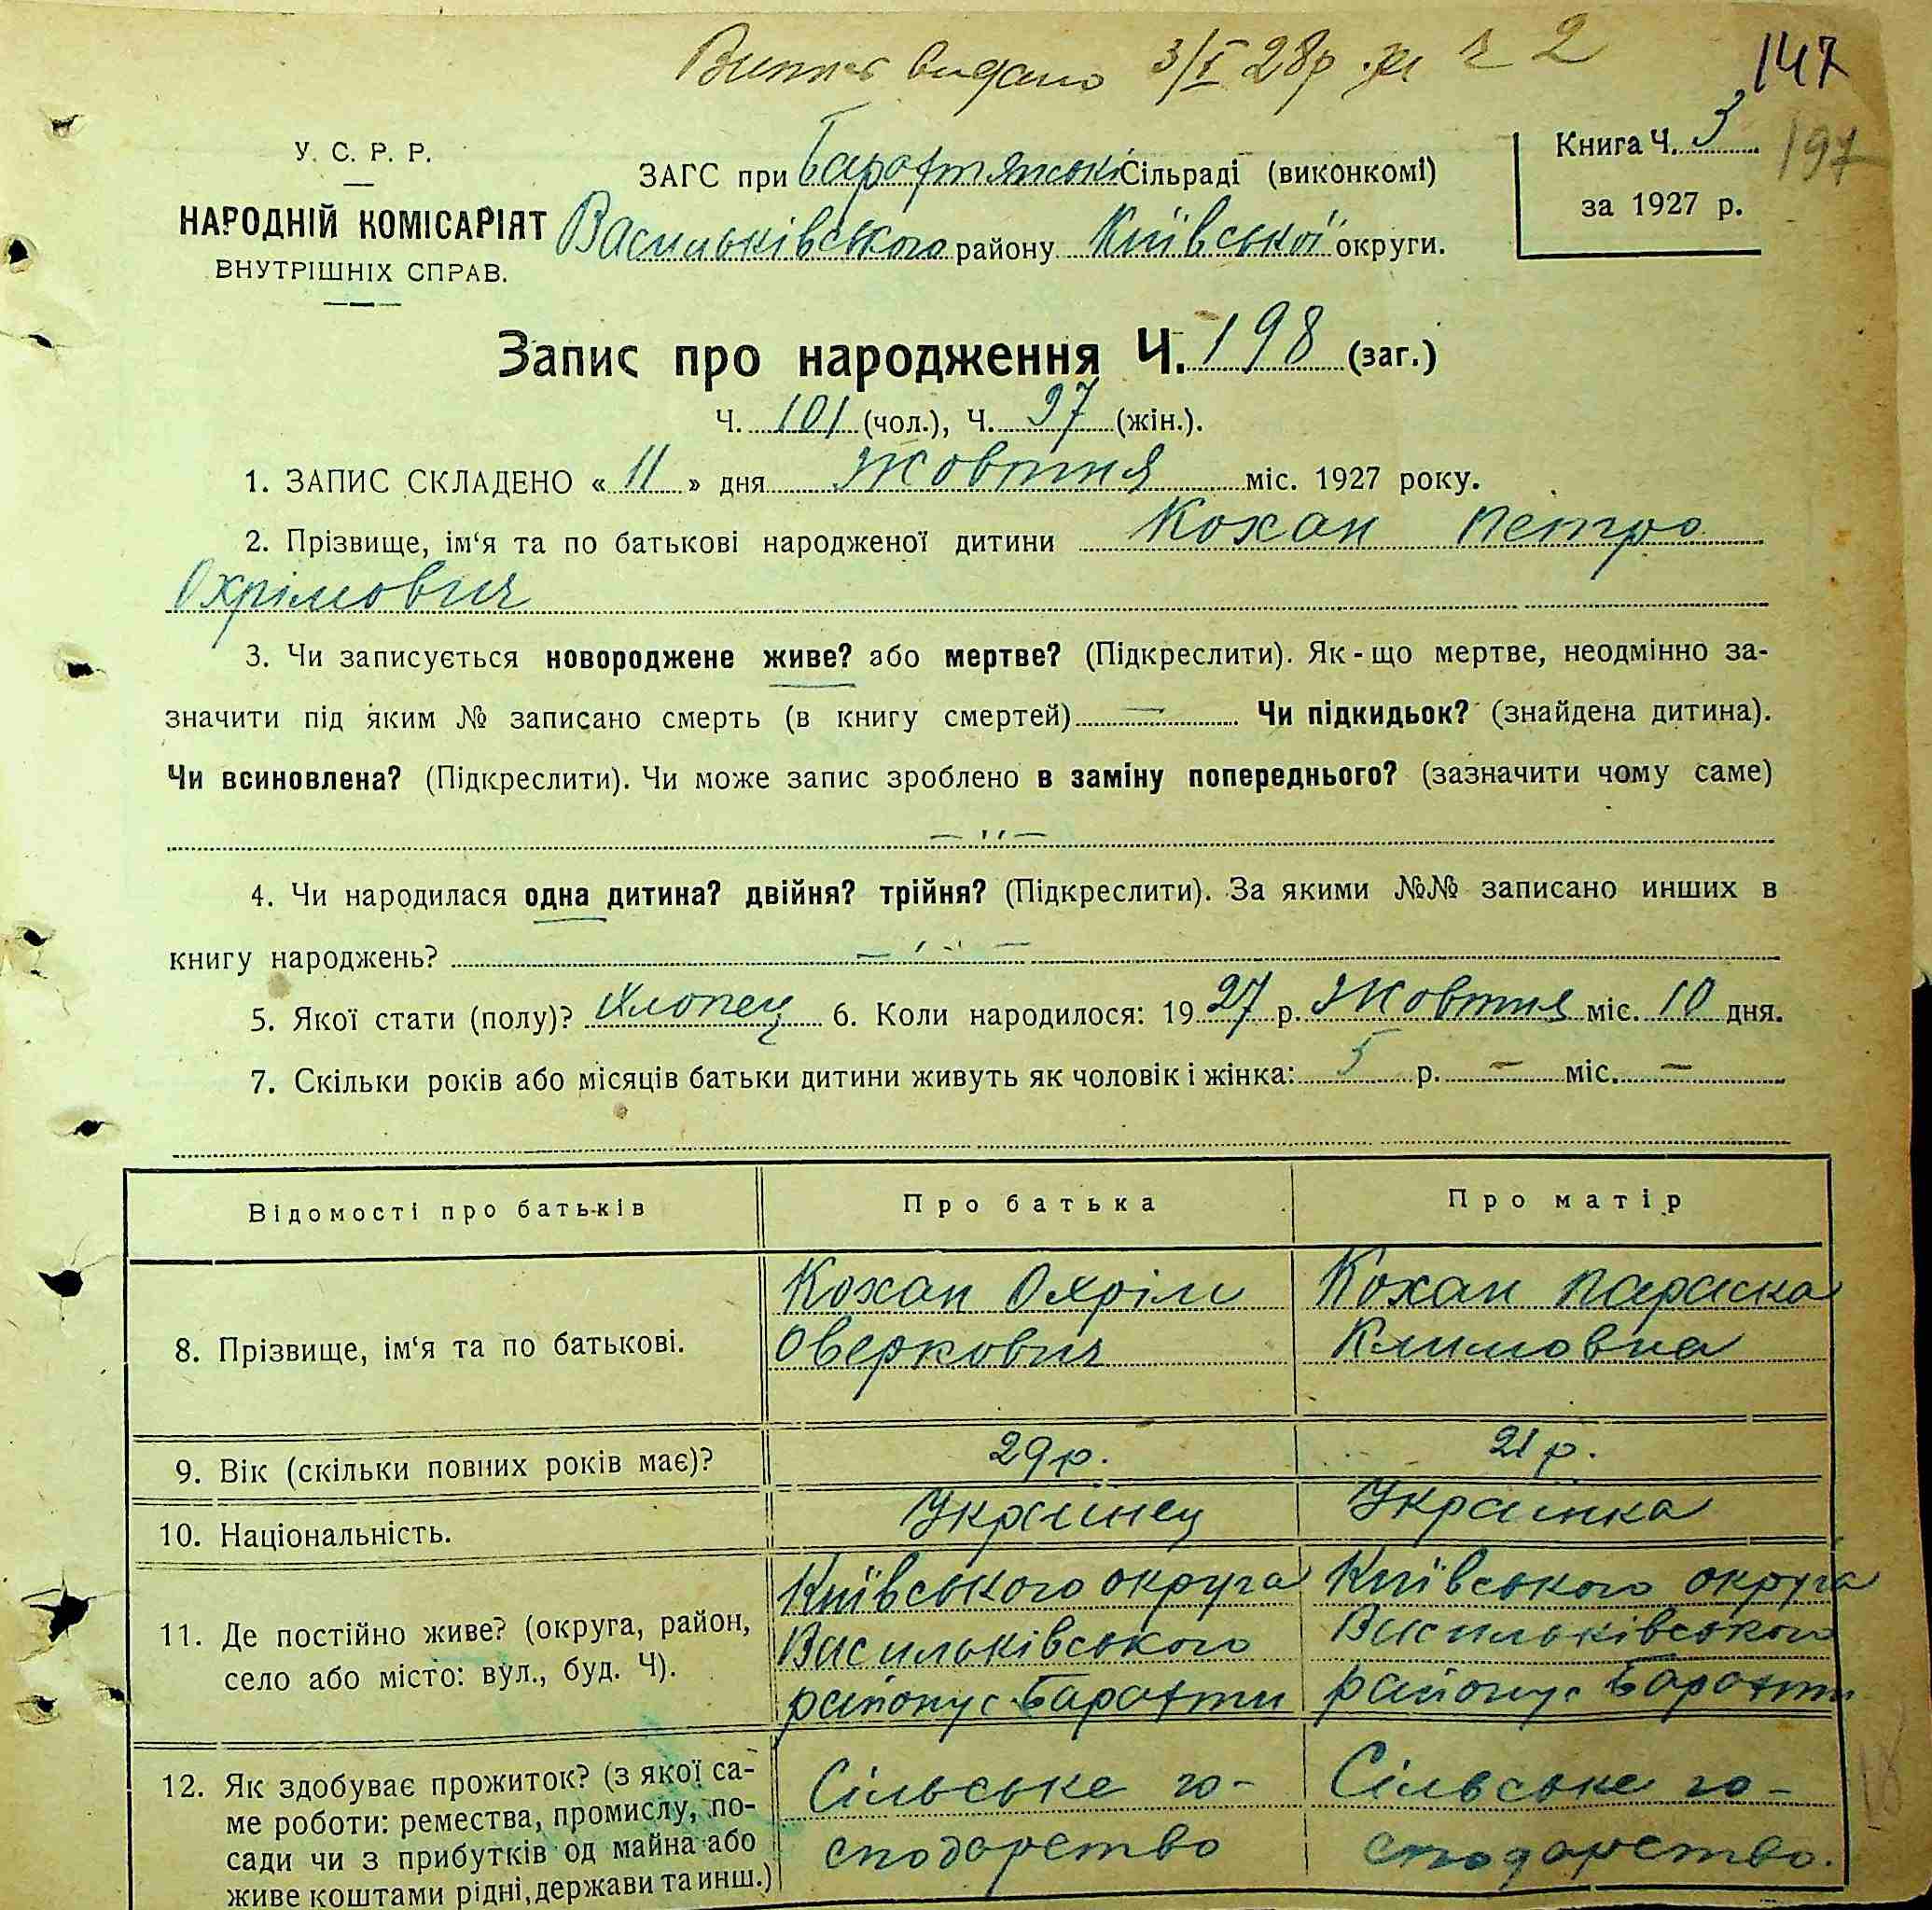 видано 3/I 28р. 2
147
197
У. С. Р. Р.
НАРОДНІЙ КОМІСАРІЯТ
ВНУТРІШНІХ СПРАВ.
ЗАГС при Барахтянські Сільраді (виконкомі)
Васильківського району Київської округи.
Книга Ч. 3
за 1927 р.
Запис про народження Ч. 198 (заг.)
Ч. 101 (чол.), Ч. 97 (жін.).
1. ЗАПИС СКЛАДЕНО « 11 » дня Жовтня міс. 1927 року.
2. Прізвище, ім‘я та по батькові народженої дитини Кохан Петро
Охрімович
3. Чи записується новороджене живе? або мертве? (Підкреслити). Як-що мертве, неодмінно за-
значити під яким № записано смерть (в книгу смертей) — Чи підкидьок? (знайдена дитина).
Чи всиновлена? (Підкреслити). Чи може запис зроблено в заміну попереднього? (зазначити чому саме)
— " —
4. Чи народилася одна дитина? двійня? трійня? (Підкреслити). За якими №№ записано инших в
книгу народжень? — " —
5. Якої стати (полу)? Хлопец 6. Коли народилося: 1927 р. Жовтня міс. 10 дня.
7. Скільки років або місяців батьки дитини живуть як чоловік і жінка: 5 р. — міс. —
Відомості про батьків
Про батька
Про матір
8. Прізвище, ім‘я та по батькові.
Кохан Охрім
Оверкович
Кохан Параска
Климовна
9. Вік (скільки повних років має)?
29 р.
21 р.
10. Національність.
Украінец
Украінка
11. Де постійно живе? (округа, район,
село або місто: вул., буд. Ч).
Київського округа
Васильківського
району с Барахти
Київського округа
Васильківського
району с Барахти
12. Як здобуває прожиток? (з якої са-
ме роботи: ремества, промислу, по-
сади чи з прибутків од майна або
живе коштами рідні, держави та инш.)
Сільське го-
сподарство
Сільське го-
сподарство.